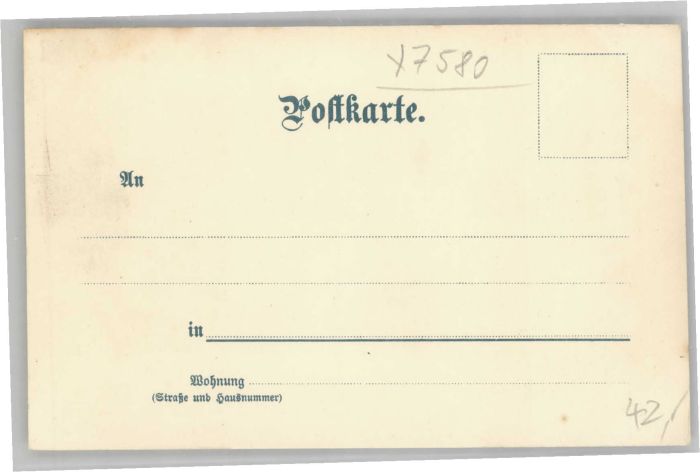 X7580
Postkarte.
An
in
Wohnung
(Straße und Hausnummer)
42,